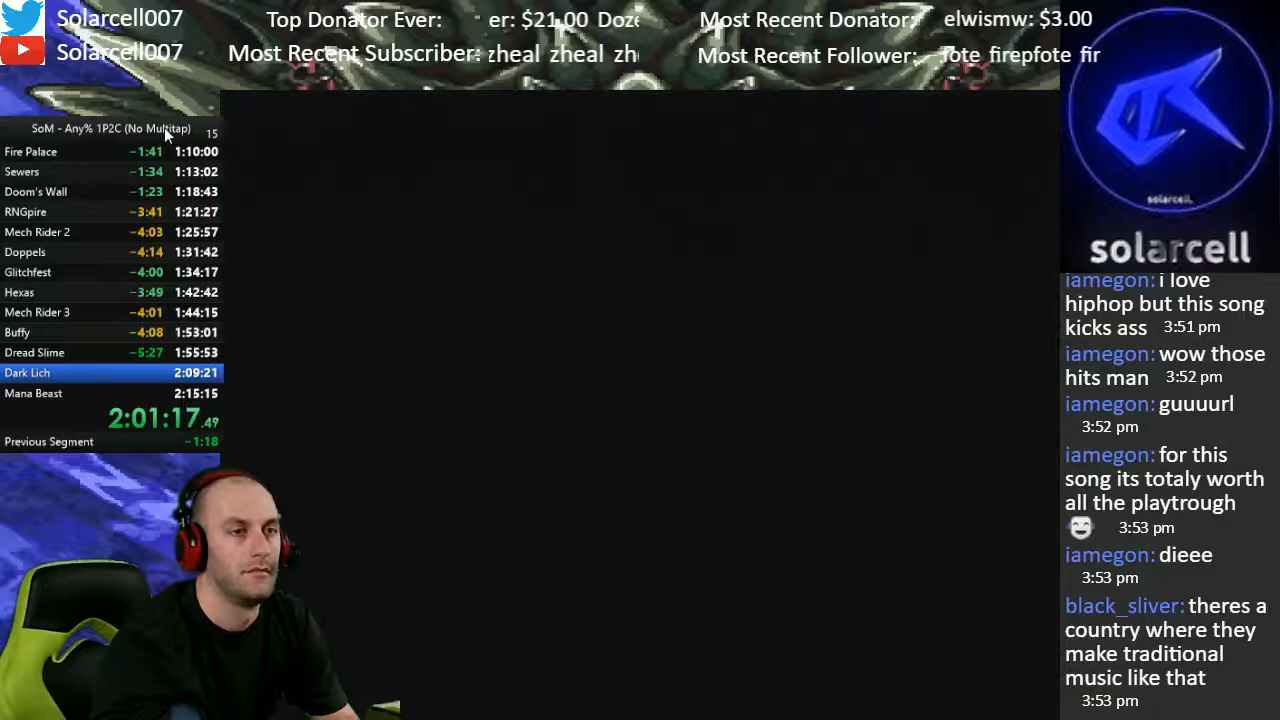 Solarcell007
Top Donator Ever:
er: $21.00 Doze
Most Recent Donator:
elwismw: $3.00
Solarcell007
Most Recent Subscriber:
zheal zheal zh
Most Recent Follower:
fote firepfote fir
SoM - Any% 1P2C (No Multitap) 15
Fire Palace -1:41 1:10:00
Sewers -1:34 1:13:02
Doom's Wall -1:23 1:18:43
RNGpire -3:41 1:21:27
Mech Rider 2 -4:03 1:25:57
Doppels -4:14 1:31:42
Glitchfest -4:00 1:34:17
Hexas -3:49 1:42:42
Mech Rider 3 -4:01 1:44:15
Buffy -4:08 1:53:01
Dread Slime -5:27 1:55:53
Dark Lich 2:09:21
Mana Beast 2:15:15
2:01:17.49
Previous Segment -1:18
solarcell.
solarcell
iamegon: i love
hiphop but this song
kicks ass 3:51 pm
iamegon: wow those
hits man 3:52 pm
iamegon: guuuurl
3:52 pm
iamegon: for this
song its totaly worth
all the playtrough
3:53 pm
iamegon: dieee
3:53 pm
black_sliver: theres a
country where they
make traditional
music like that
3:53 pm